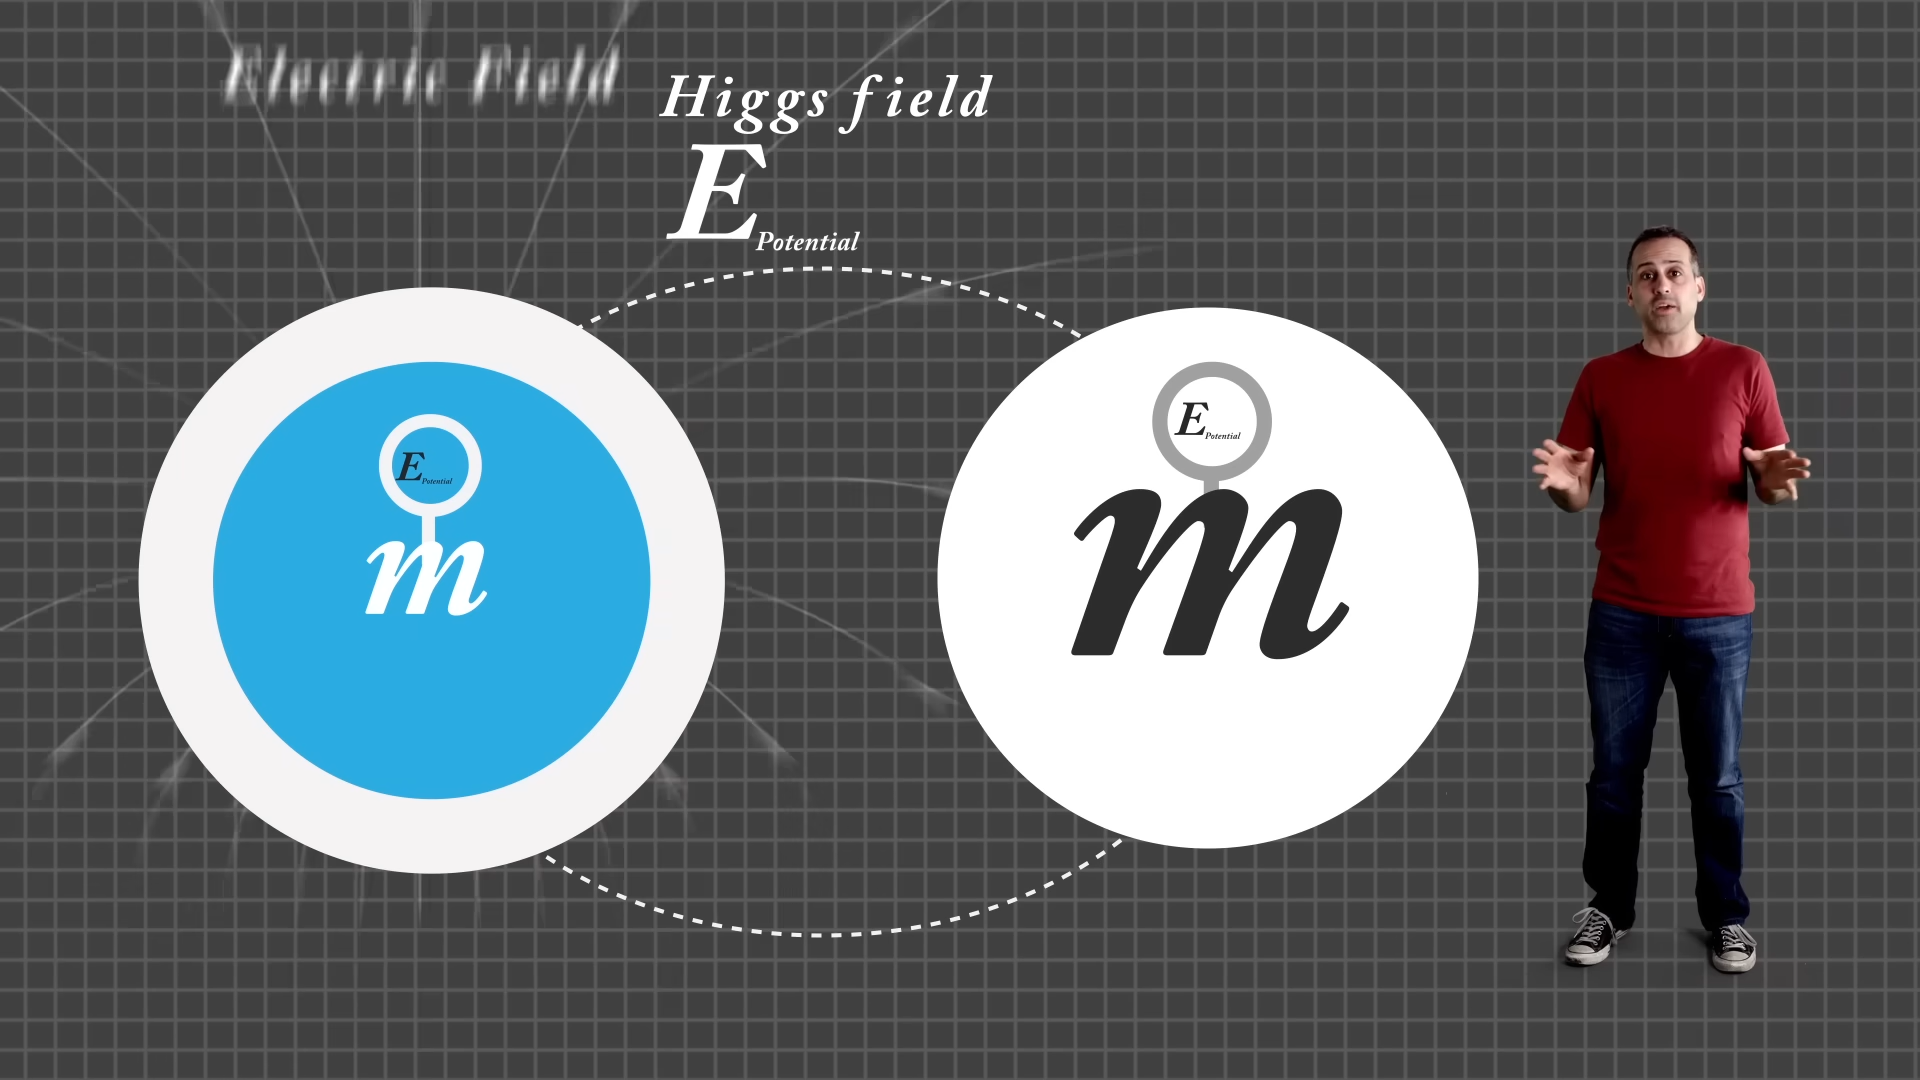 Electric Field
Higgs field
E Potential
E Potential
m
E Potential
m